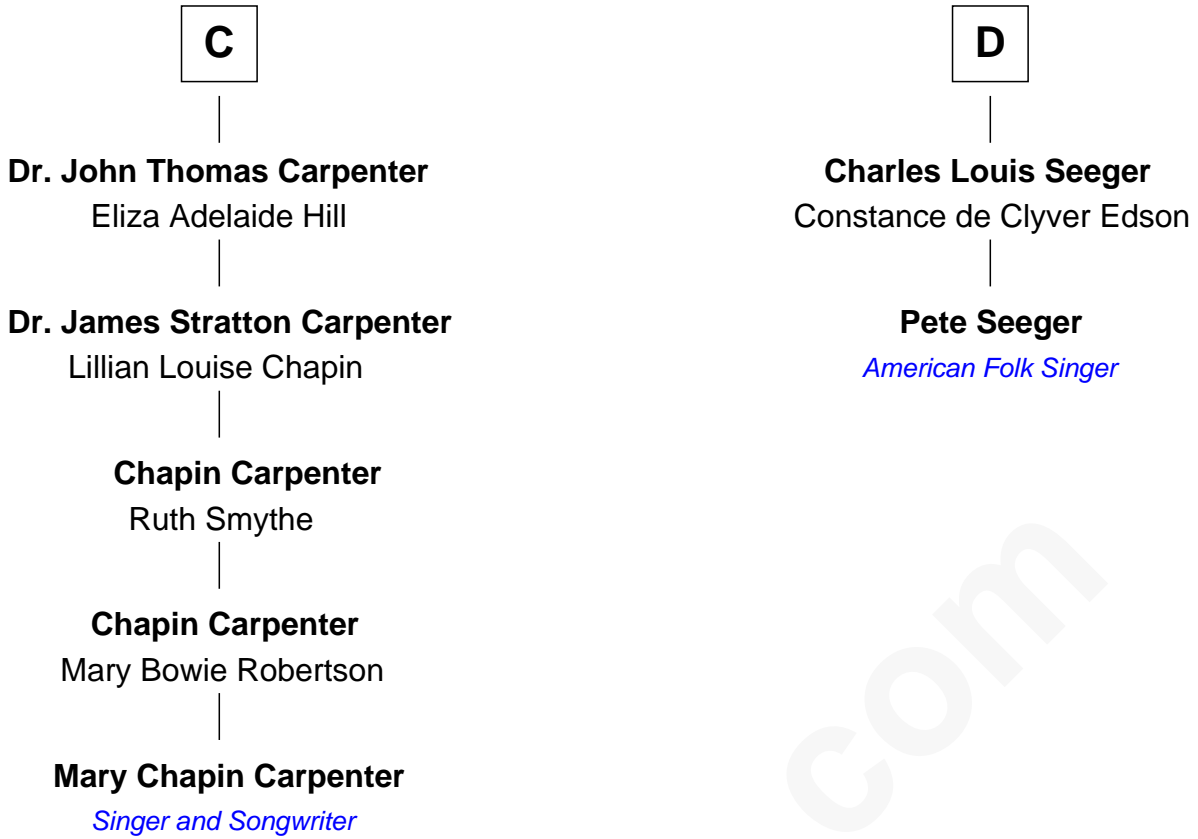 C
Dr. John Thomas Carpenter
Eliza Adelaide Hill
Dr. James Stratton Carpenter
Lillian Louise Chapin
Chapin Carpenter
Ruth Smythe
Chapin Carpenter
Mary Bowie Robertson
Mary Chapin Carpenter
Singer and Songwriter
D
Charles Louis Seeger
Constance de Clyver Edson
Pete Seeger
American Folk Singer
com